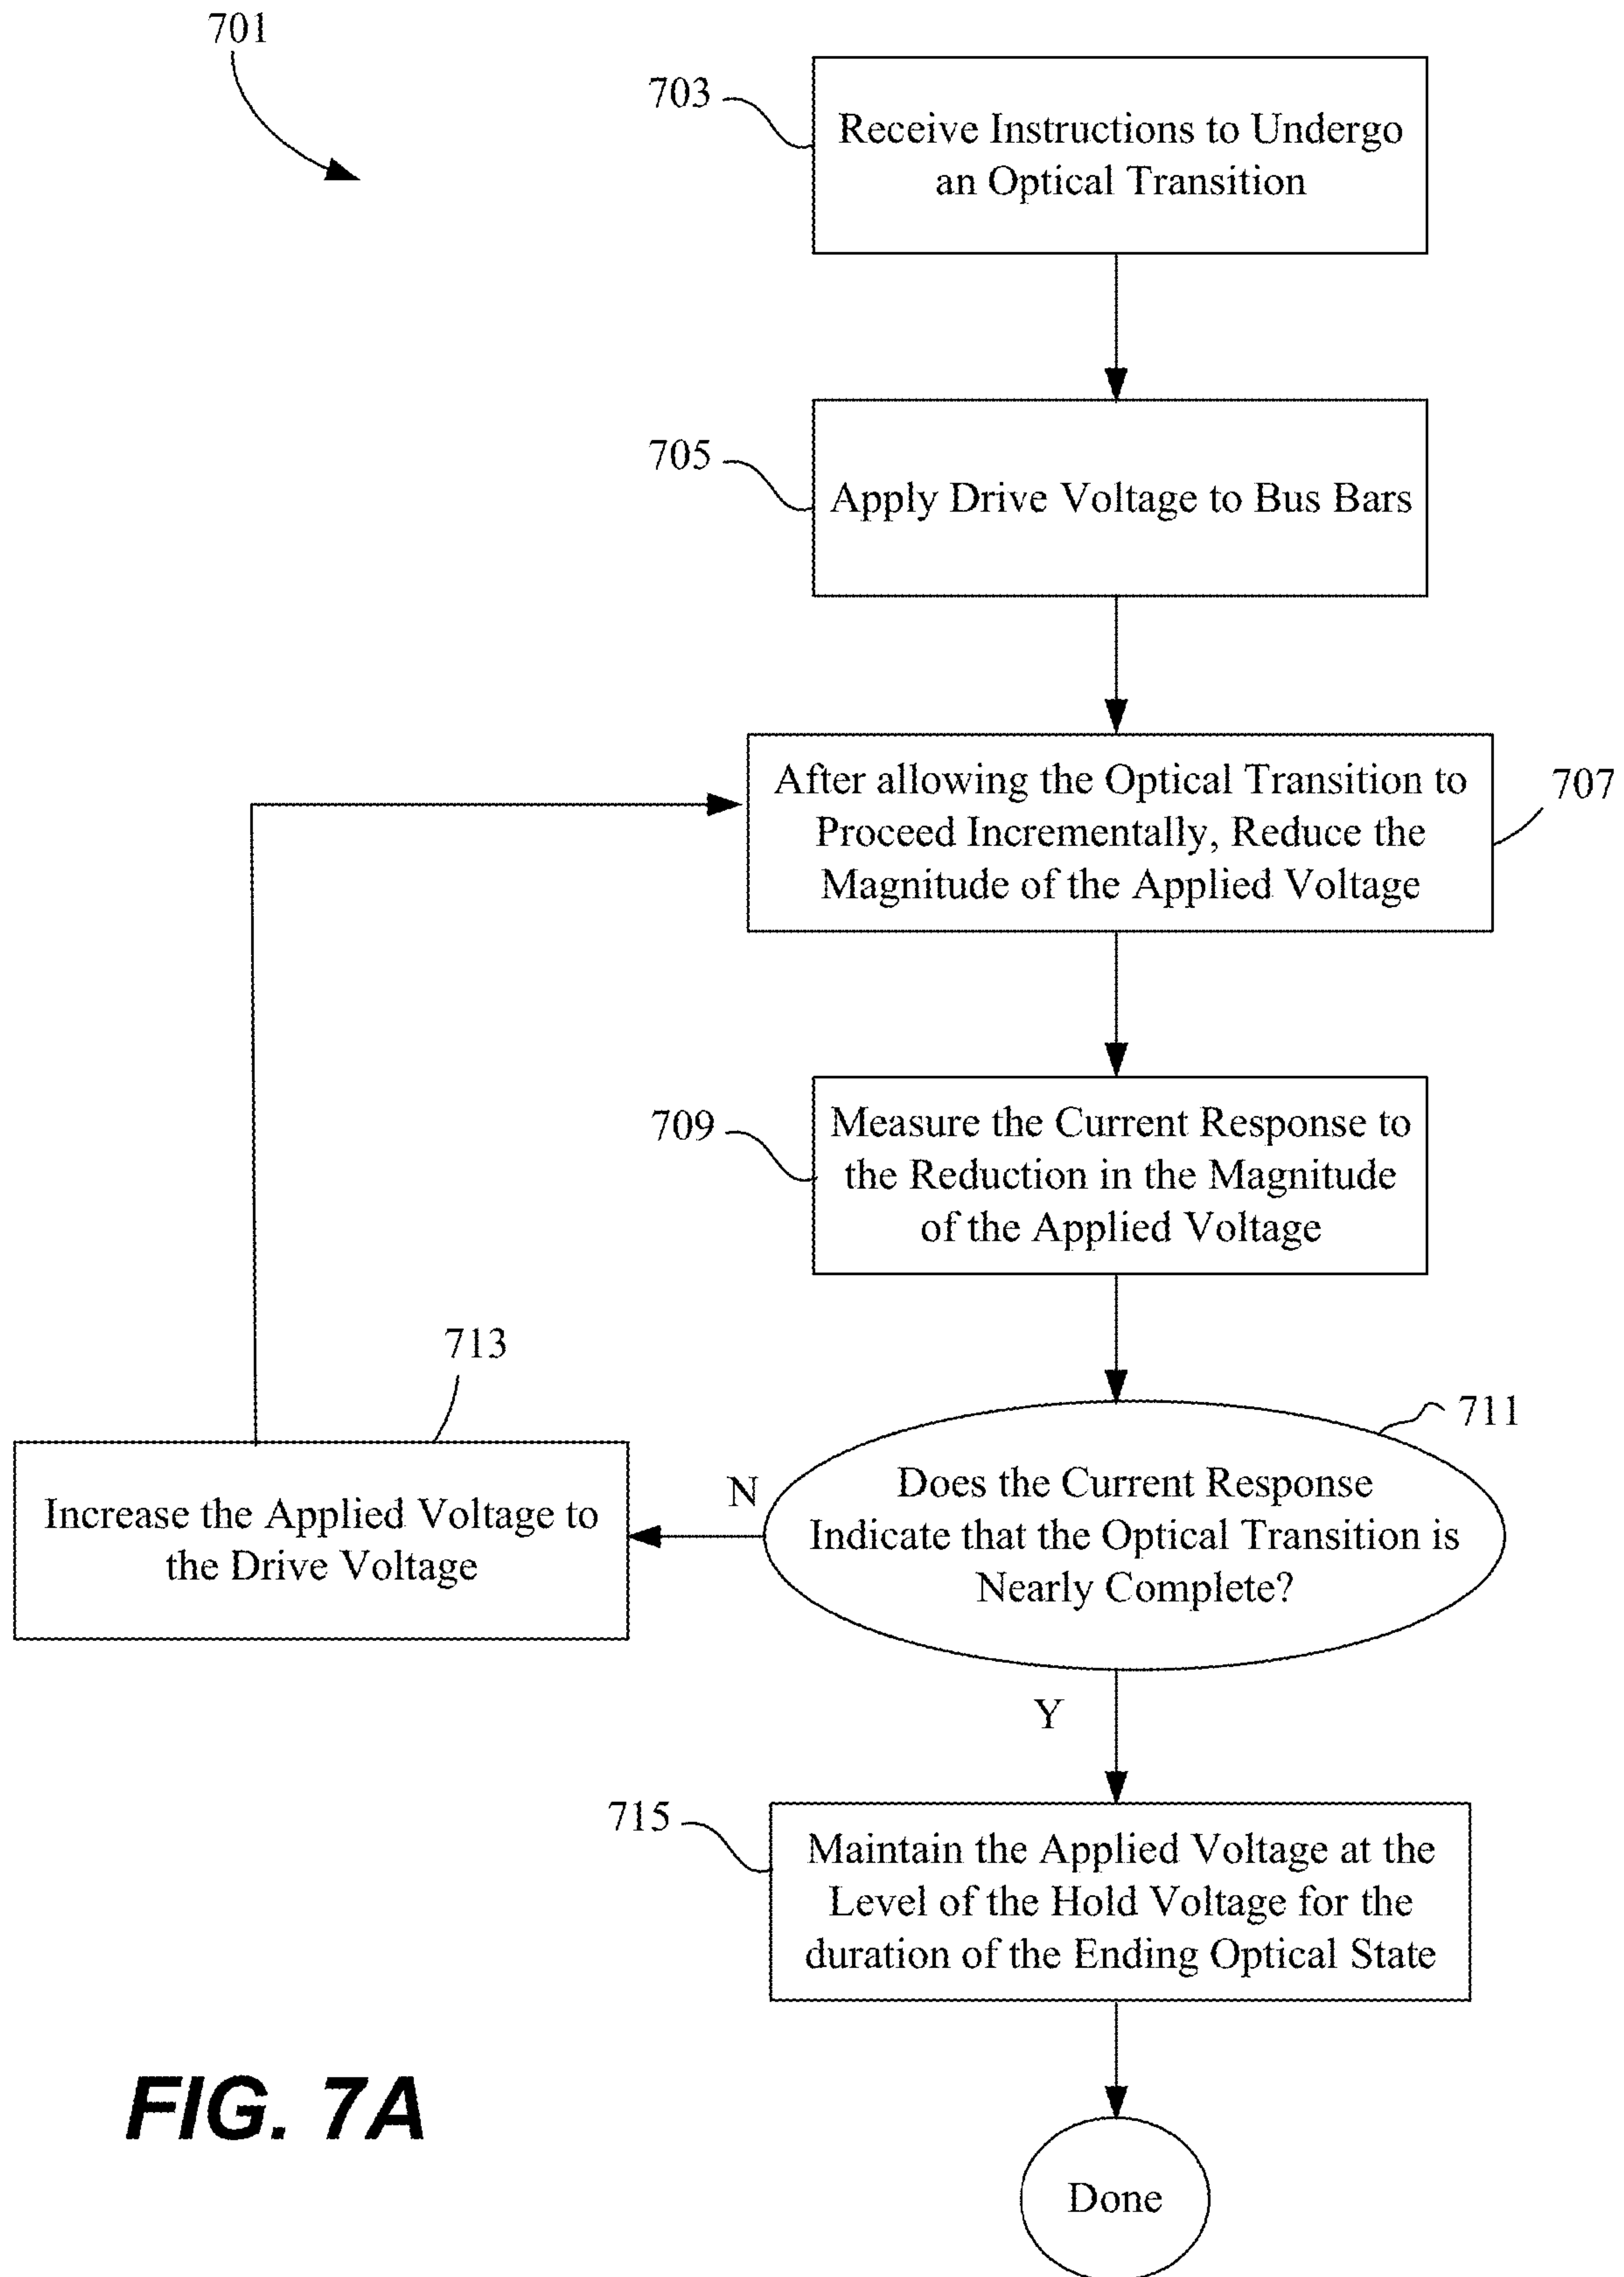 701
703
Receive Instructions to Undergo
an Optical Transition
705
Apply Drive Voltage to Bus Bars
After allowing the Optical Transition to
Proceed Incrementally, Reduce the
Magnitude of the Applied Voltage
707
709
Measure the Current Response to
the Reduction in the Magnitude
of the Applied Voltage
713
711
Increase the Applied Voltage to
the Drive Voltage
N
Does the Current Response
Indicate that the Optical Transition is
Nearly Complete?
Y
715
Maintain the Applied Voltage at the
Level of the Hold Voltage for the
duration of the Ending Optical State
FIG. 7A
Done